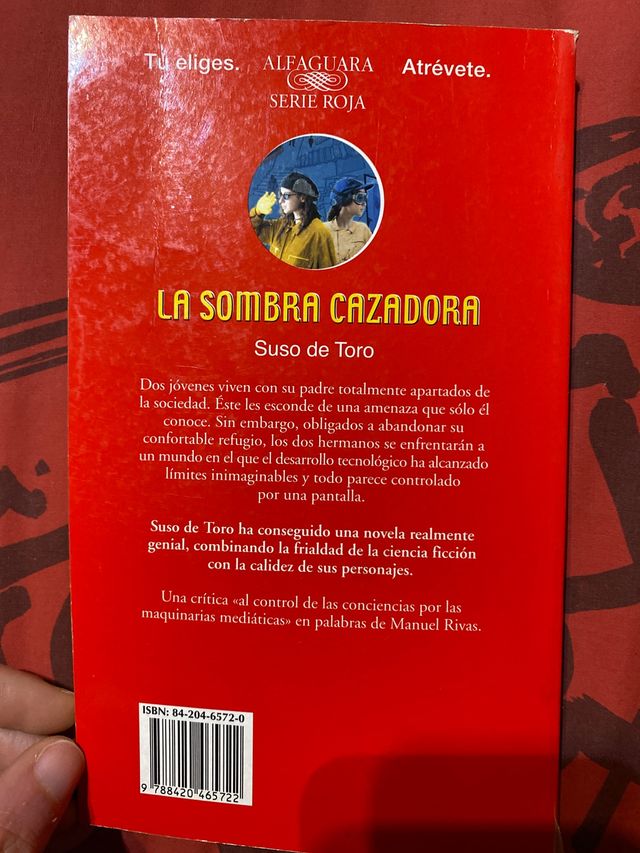 Tú eliges. ALFAGUARA Atrévete.
SERIE ROJA
LA SOMBRA CAZADORA
Suso de Toro
Dos jóvenes viven con su padre totalmente apartados de
la sociedad. Éste les esconde de una amenaza que sólo él
conoce. Sin embargo, obligados a abandonar su
confortable refugio, los dos hermanos se enfrentarán a
un mundo en el que el desarrollo tecnológico ha alcanzado
límites inimaginables y todo parece controlado
por una pantalla.
Suso de Toro ha conseguido una novela realmente
genial, combinando la frialdad de la ciencia ficción
con la calidez de sus personajes.
Una crítica «al control de las conciencias por las
maquinarias mediáticas» en palabras de Manuel Rivas.
ISBN: 84-204-6572-0
9 788420 465722